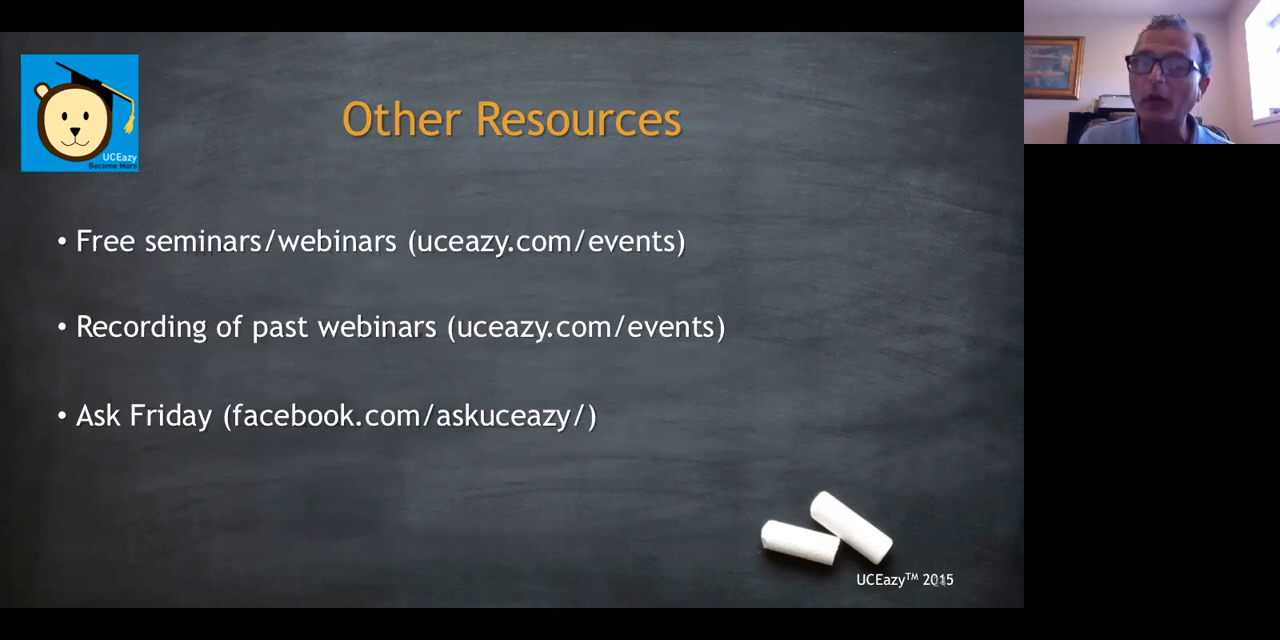 UCEazy
Become More
Other Resources
• Free seminars/webinars (uceazy.com/events)
• Recording of past webinars (uceazy.com/events)
• Ask Friday (facebook.com/askuceazy/)
UCEazy™ 2015